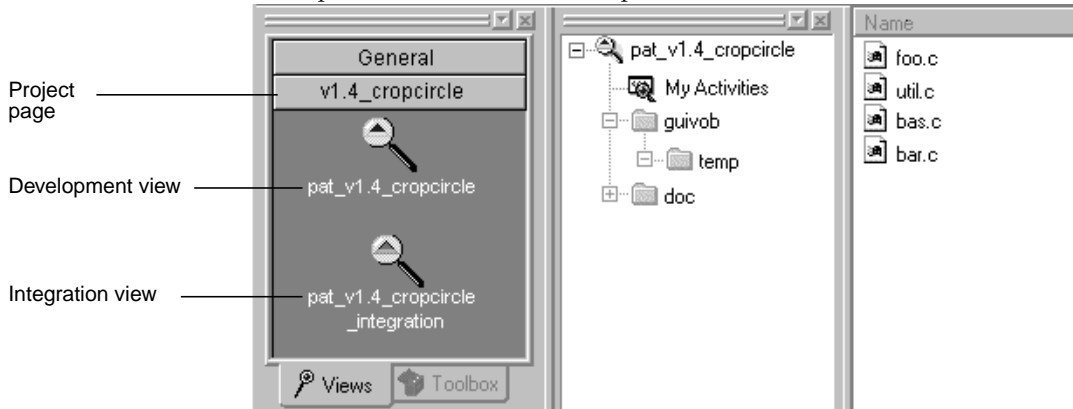 Project
page
Development view
Integration view
General
v1.4_cropcircle
pat_v1.4_cropcircle
pat_v1.4_cropcircle
_integration
Views
Toolbox
pat_v1.4_cropcircle
My Activities
guivob
temp
doc
Name
foo.c
util.c
bas.c
bar.c